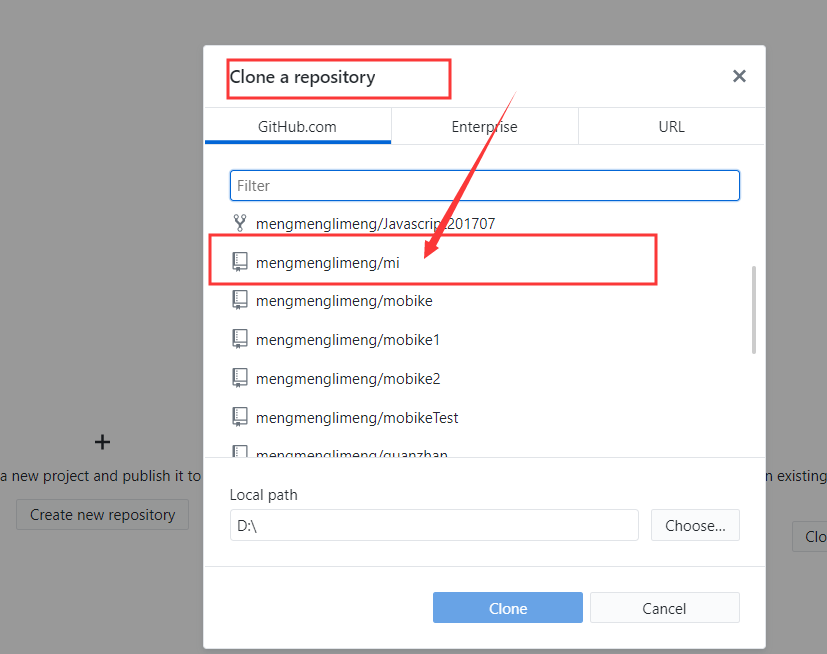 Clone a repository
GitHub.com
Enterprise
URL
Filter
mengmenglimeng/Javascript201707
mengmenglimeng/mi
mengmenglimeng/mobike
mengmenglimeng/mobike1
mengmenglimeng/mobike2
mengmenglimeng/mobikeTest
mengmenglimeng/quanzhan
a new project and publish it to
n existing
Create new repository
Clo
Local path
D:\
Choose...
Clone
Cancel